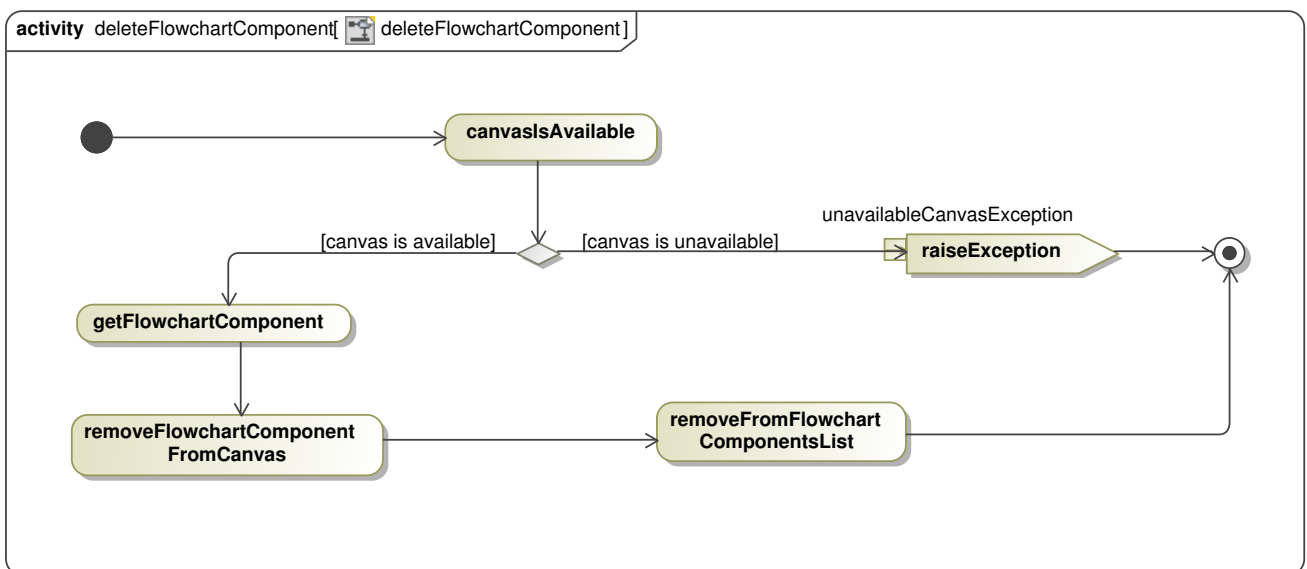 activity deleteFlowchartComponent[ deleteFlowchartComponent]
canvasIsAvailable
unavailableCanvasException
[canvas is available]
[canvas is unavailable]
raiseException
getFlowchartComponent
removeFlowchartComponent
FromCanvas
removeFromFlowchart
ComponentsList